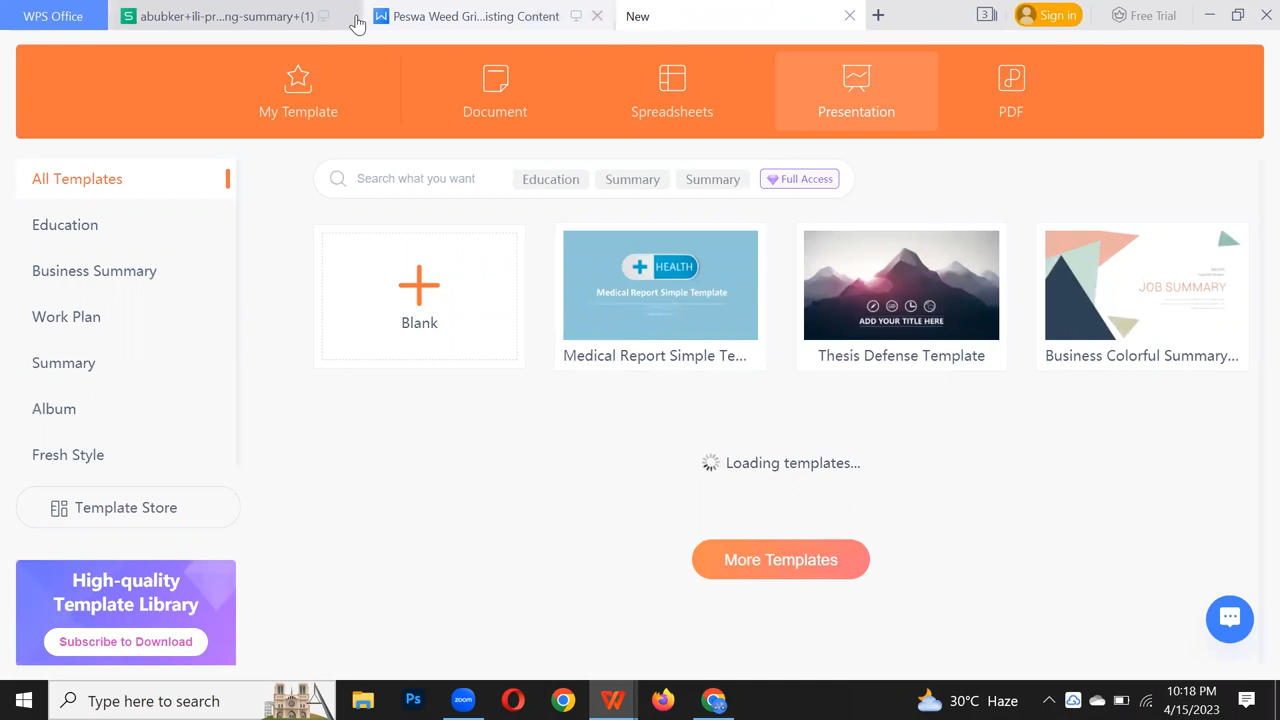 WPS Office
abubker+ili-pr...ng-summary+(1)
Peswa Weed Gri...isting Content
New
3
Sign in
Free Trial
My Template
Document
Spreadsheets
Presentation
PDF
All Templates
Education
Business Summary
Work Plan
Summary
Album
Fresh Style
Template Store
High-quality
Template Library
Subscribe to Download
Search what you want
Education
Summary
Summary
Full Access
Blank
HEALTH
Medical Report Simple Template
Medical Report Simple Te...
ADD YOUR TITLE HERE
Thesis Defense Template
JOB SUMMARY
Business Colorful Summary...
Loading templates...
More Templates
Type here to search
Ps
zoom
30°C Haze
10:18 PM
4/15/2023